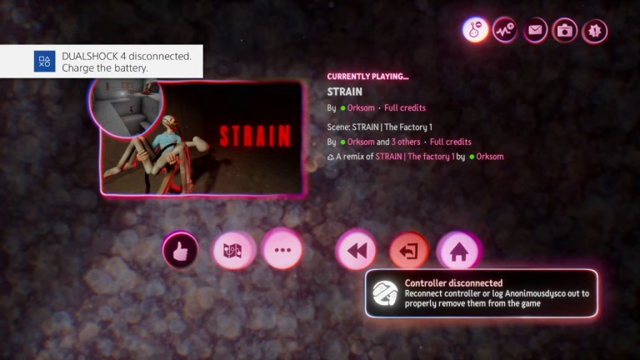 DUALSHOCK 4 disconnected.
Charge the battery.
CURRENTLY PLAYING...
STRAIN
By Orksom · Full credits
Scene: STRAIN | The Factory 1
By Orksom and 3 others · Full credits
A remix of STRAIN | The factory 1 by Orksom
STRAIN
Controller disconnected
Reconnect controller or log Anonimousdysco out to
properly remove them from the game